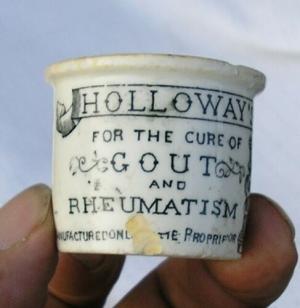 HOLLOWAY'S
FOR THE CURE OF
GOUT
AND
RHEUMATISM
PROPRIETOR